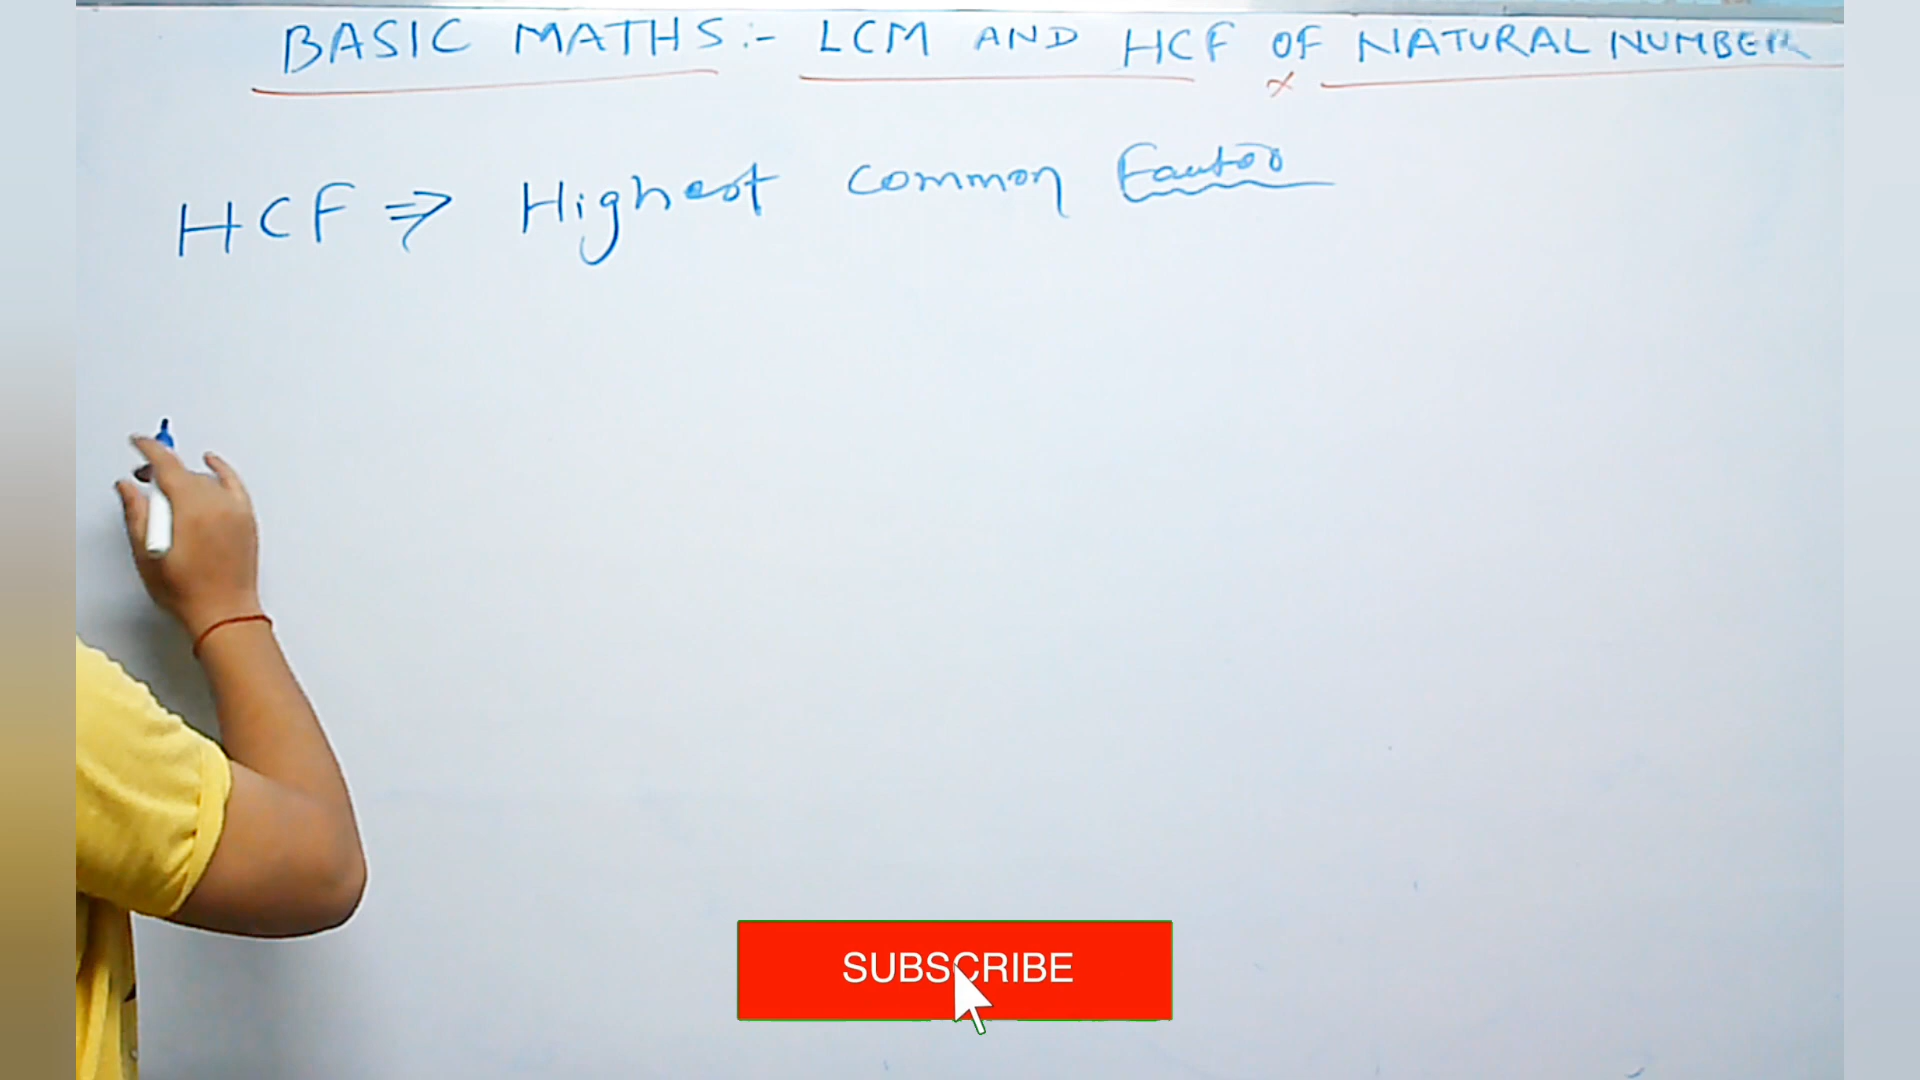 BASIC MATHS:- LCM AND HCF OF NATURAL NUMBER
HCF ⇒ Highest common Factor
SUBSCRIBE